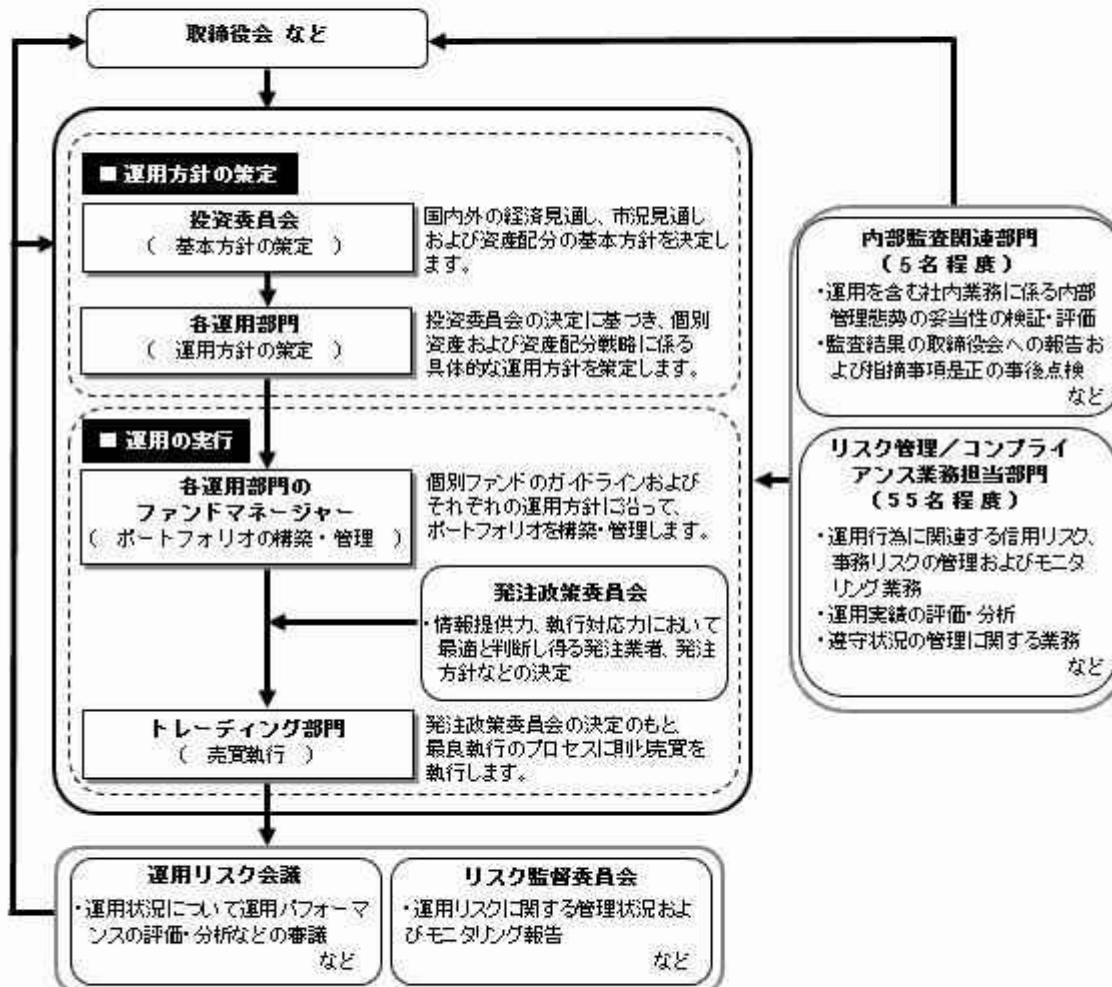 取締役会 など
■ 運用方針の策定
投資委員会
( 基本方針の策定 )
国内外の経済見通し、市況見通し
および資産配分の基本方針を決定し
ます。
各運用部門
( 運用方針の策定 )
投資委員会の決定に基づき、個別
資産および資産配分戦略に係る
具体的な運用方針を策定します。
■ 運用の実行
各運用部門の
ファンドマネージャー
( ポートフォリオの構築・管理 )
個別ファンドのガイドラインおよび
それぞれの運用方針に沿って、
ポートフォリオを構築・管理します。
発注政策委員会
・情報提供力、執行対応力において
最適と判断し得る発注業者、発注
方針などの決定
トレーディング部門
( 売買執行 )
発注政策委員会の決定のもと、
最良執行のプロセスに則り売買を
執行します。
運用リスク会議
・運用状況について運用パフォーマ
ンスの評価・分析などの審議
など
リスク監督委員会
・運用リスクに関する管理状況およ
びモニタリング報告
など
内部監査関連部門
(5名程度)
・運用を含む社内業務に係る内部
管理態勢の妥当性の検証・評価
・監査結果の取締役会への報告お
よび指摘事項是正の事後点検
など
リスク管理/コンプライ
アンス業務担当部門
(55名程度)
・運用行為に関連する信用リスク、
事務リスクの管理およびモニタ
リング業務
・運用実績の評価・分析
・遵守状況の管理に関する業務
など